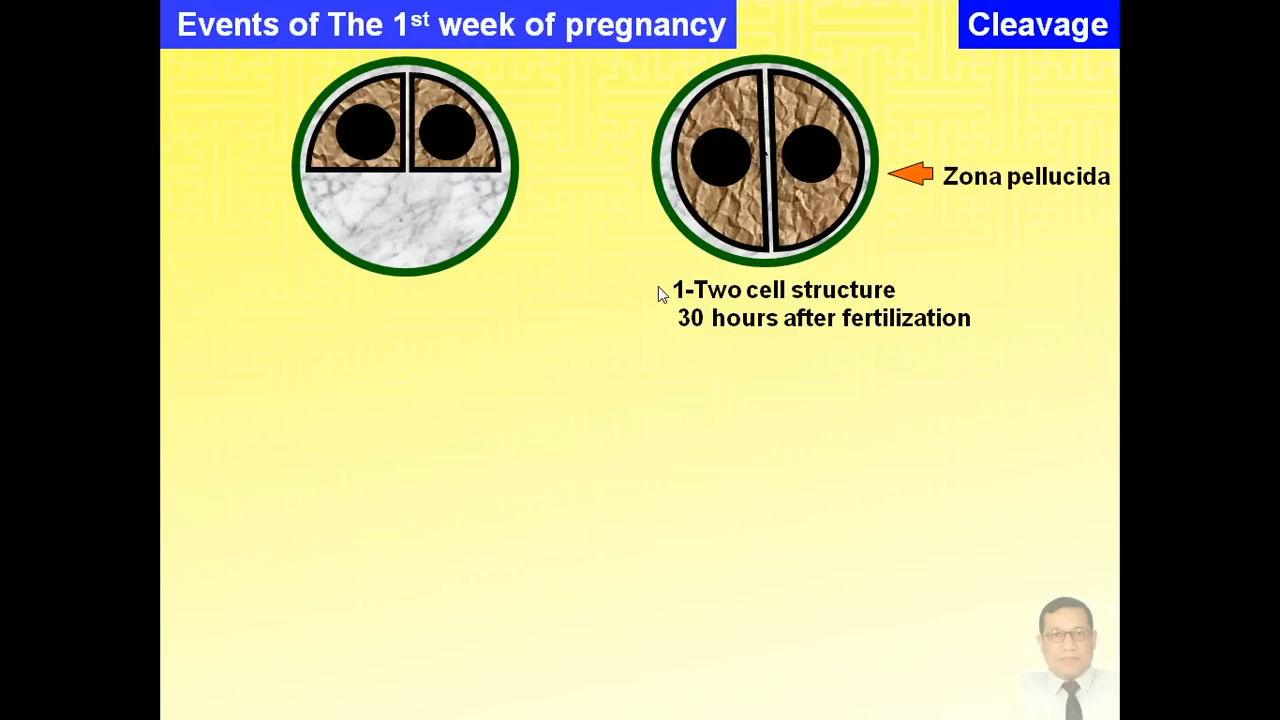 Events of The 1st week of pregnancy
Cleavage
Zona pellucida
1-Two cell structure
30 hours after fertilization